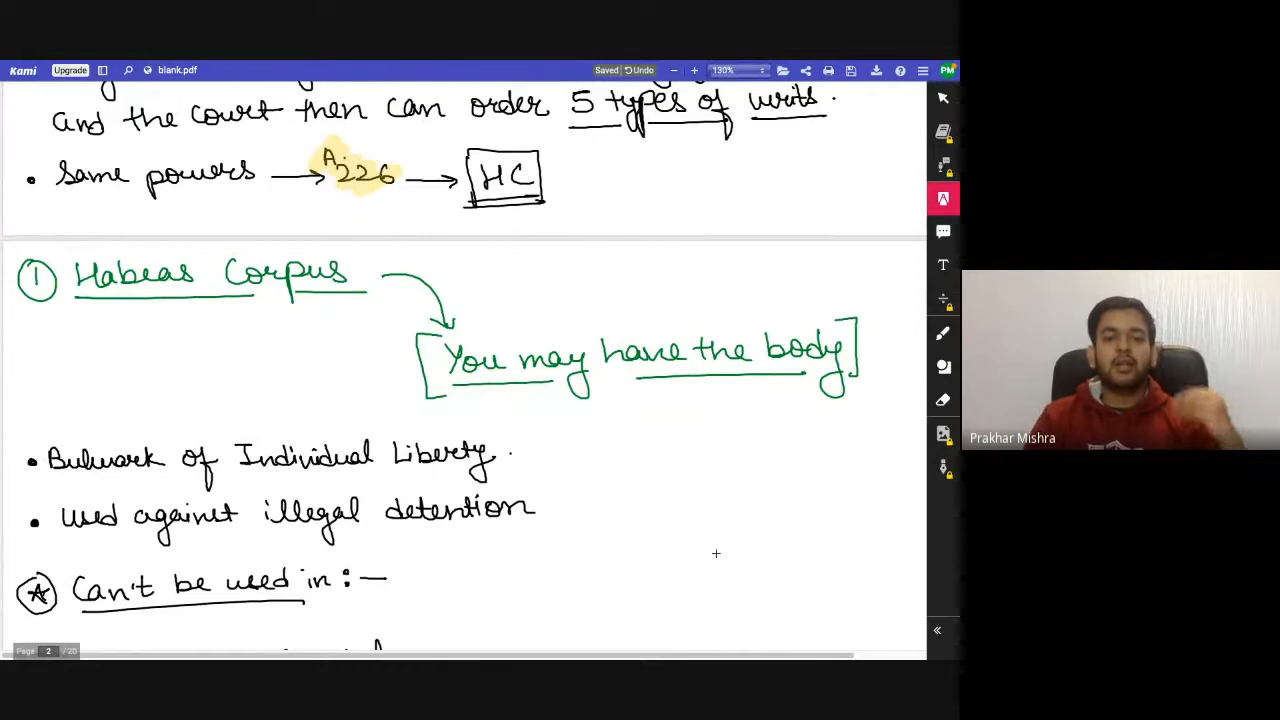 Kami Upgrade blank.pdf Saved Undo 130% PM
and the court then can order 5 types of writs.
• Same powers → A. 226 → HC
① Habeas Corpus
[You may have the body]
• Bulwark of Individual Liberty.
• Used against illegal detention
Can't be used in :—
Prakhar Mishra
Page 2 / 20